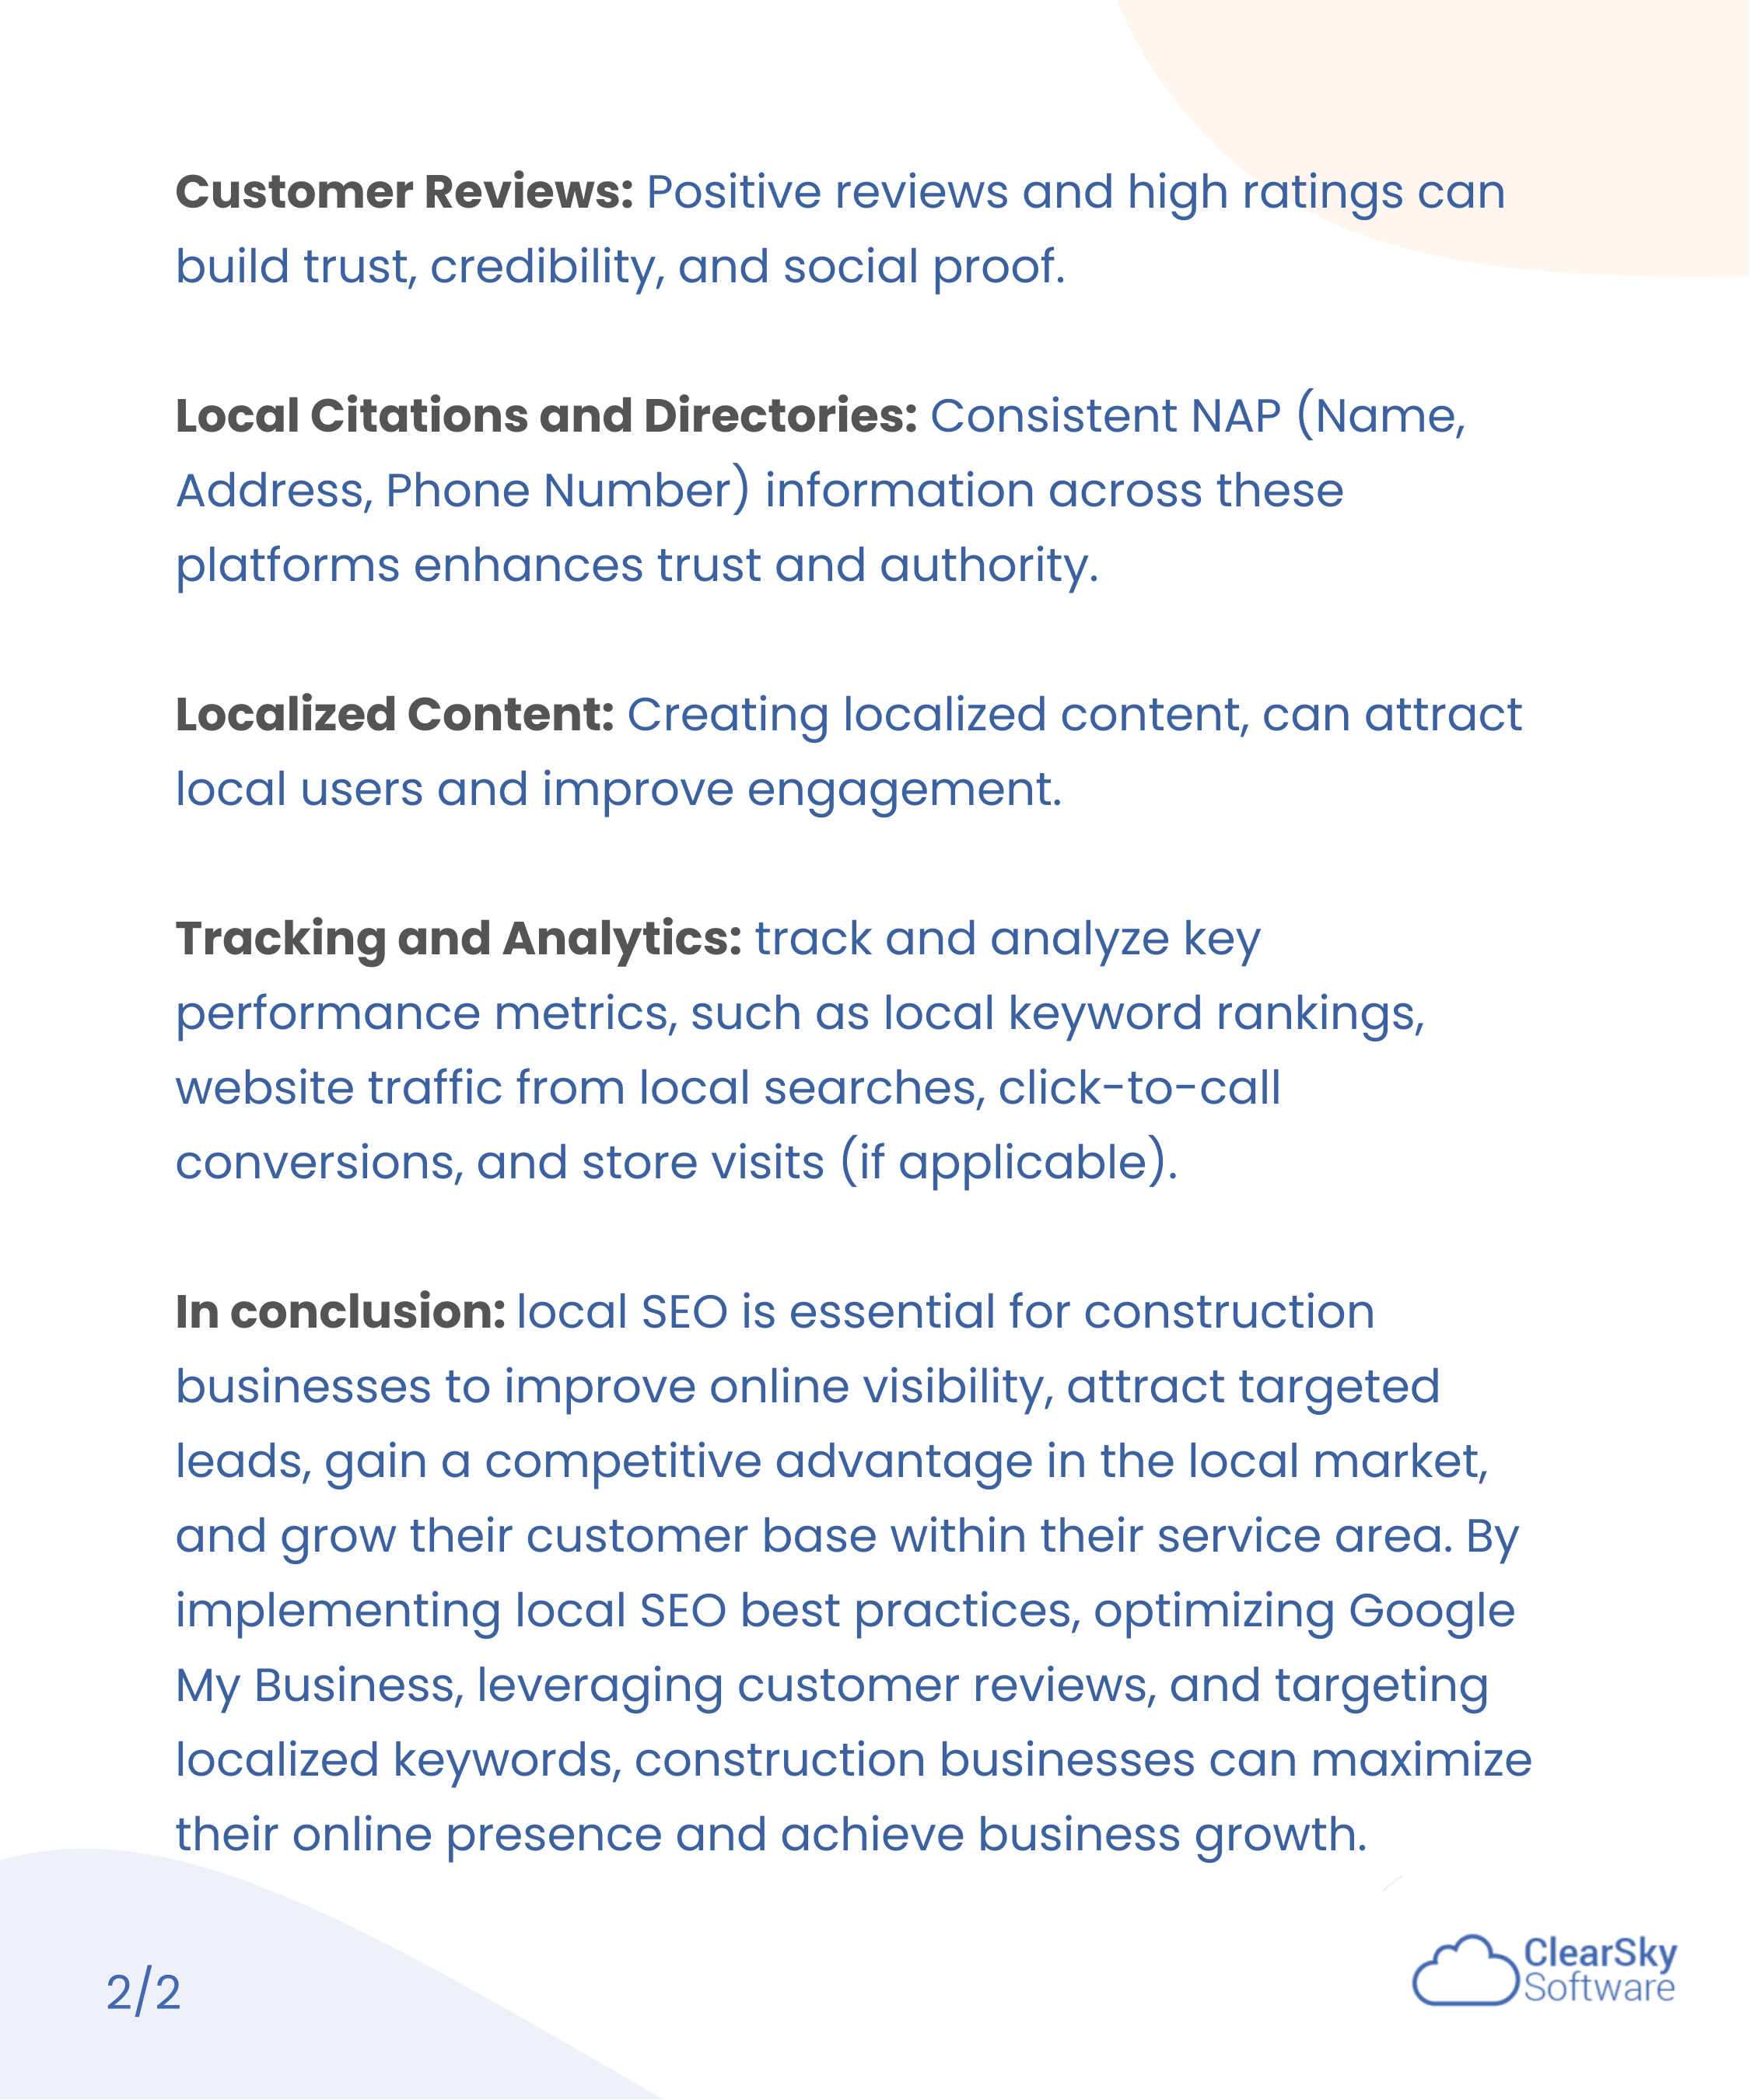 Customer Reviews: Positive reviews and high ratings can
build trust, credibility, and social proof.
Local Citations and Directories: Consistent NAP (Name,
Address, Phone Number) information across these
platforms enhances trust and authority.
Localized Content: Creating localized content, can attract
local users and improve engagement.
Tracking and Analytics: track and analyze key
performance metrics, such as local keyword rankings,
website traffic from local searches, click-to-call
conversions, and store visits (if applicable).
In conclusion: local SEO is essential for construction
businesses to improve online visibility, attract targeted
leads, gain a competitive advantage in the local market,
and grow their customer base within their service area. By
implementing local SEO best practices, optimizing Google
My Business, leveraging customer reviews, and targeting
localized keywords, construction businesses can maximize
their online presence and achieve business growth.
2/2
ClearSky
Software